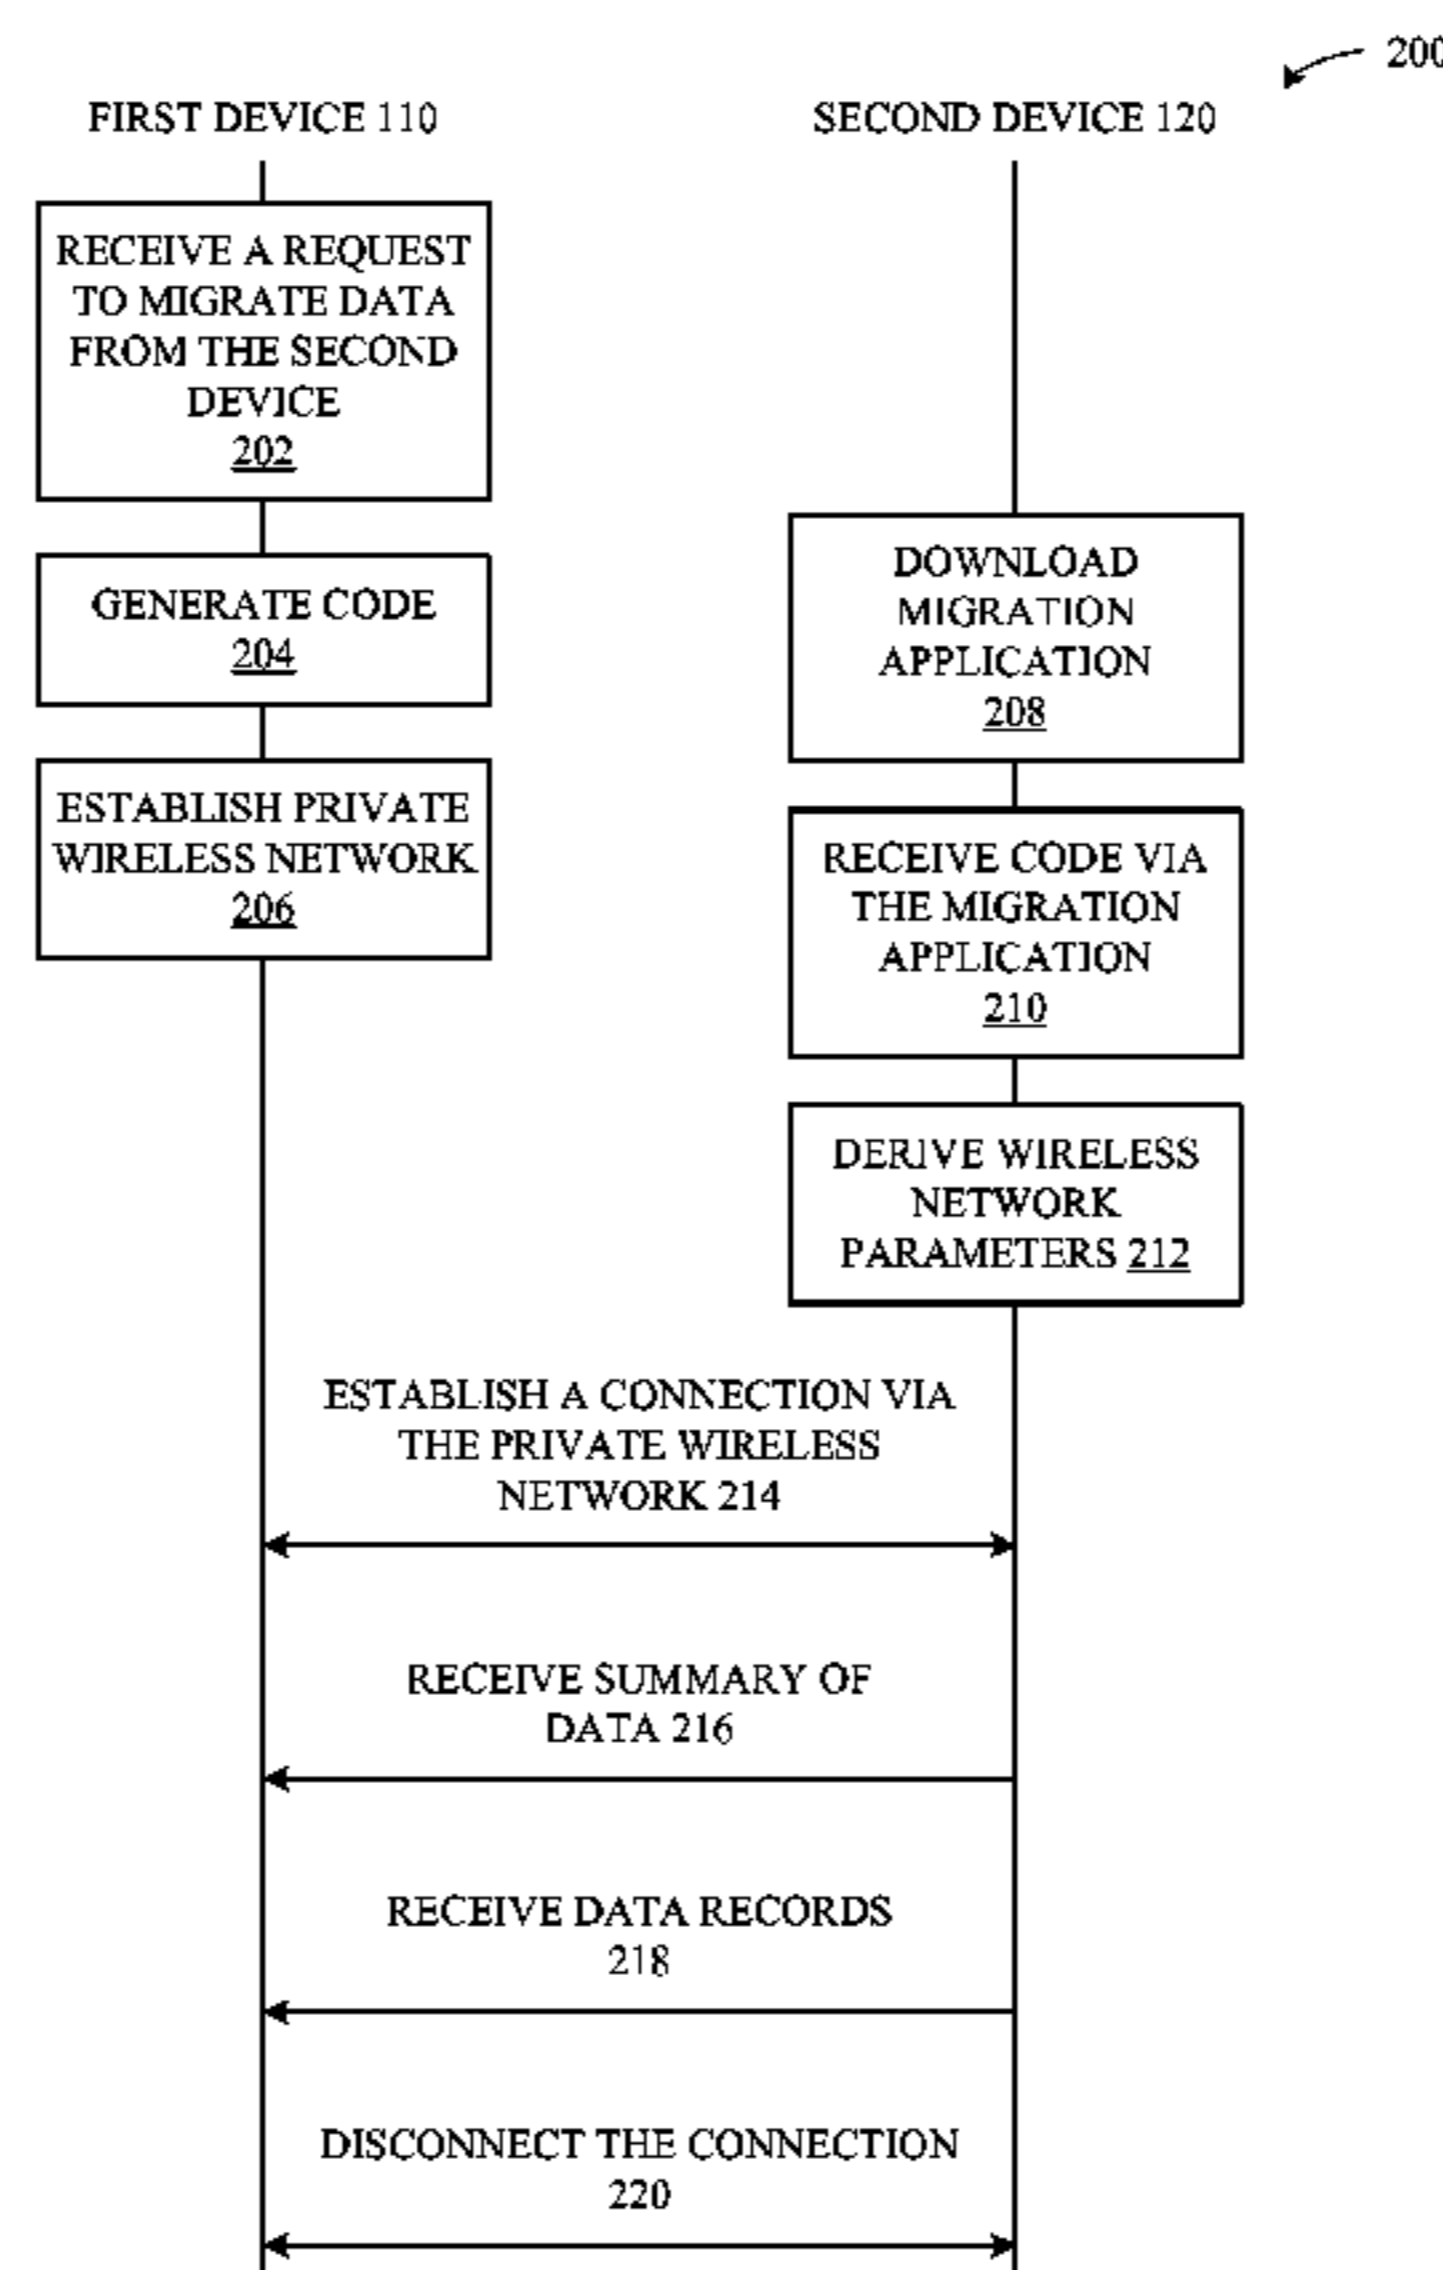 200
FIRST DEVICE 110
SECOND DEVICE 120
RECEIVE A REQUEST
TO MIGRATE DATA
FROM THE SECOND
DEVICE
202
GENERATE CODE
204
ESTABLISH PRIVATE
WIRELESS NETWORK
206
DOWNLOAD
MIGRATION
APPLICATION
208
RECEIVE CODE VIA
THE MIGRATION
APPLICATION
210
DERIVE WIRELESS
NETWORK
PARAMETERS 212
ESTABLISH A CONNECTION VIA
THE PRIVATE WIRELESS
NETWORK 214
RECEIVE SUMMARY OF
DATA 216
RECEIVE DATA RECORDS
218
DISCONNECT THE CONNECTION
220